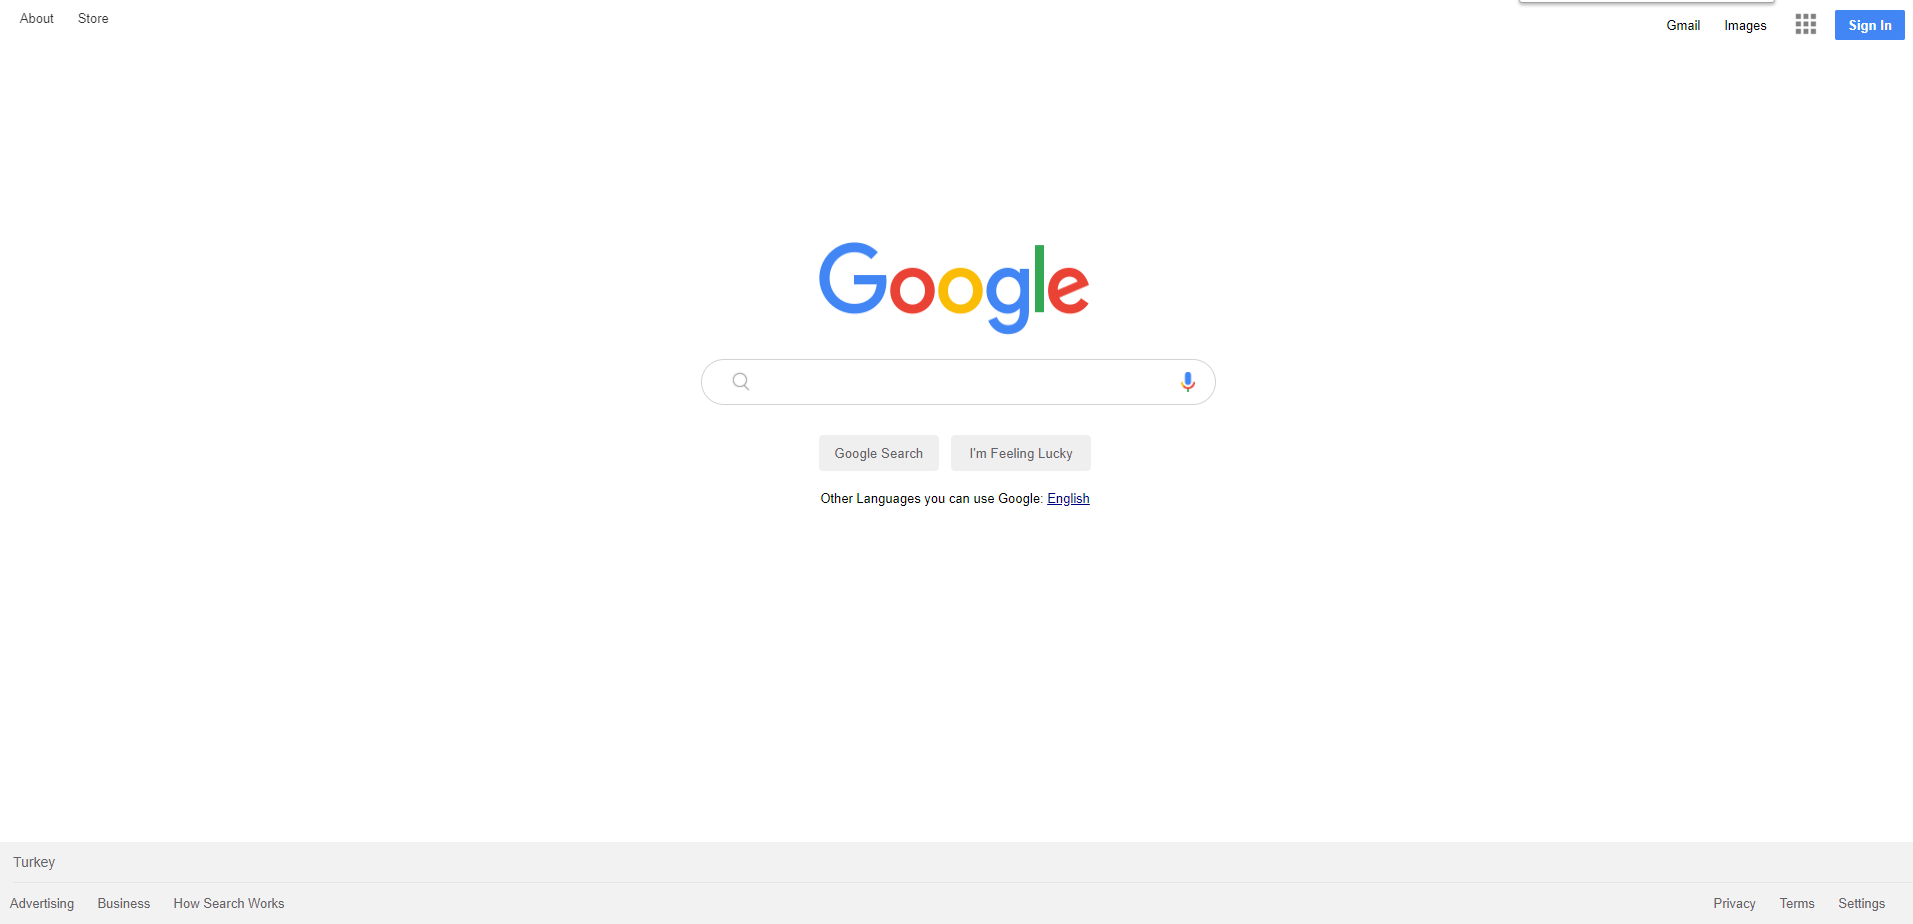 About Store
Gmail Images Sign In
Google
Google Search I'm Feeling Lucky
Other Languages you can use Google: English
Turkey
Advertising Business How Search Works Privacy Terms Settings